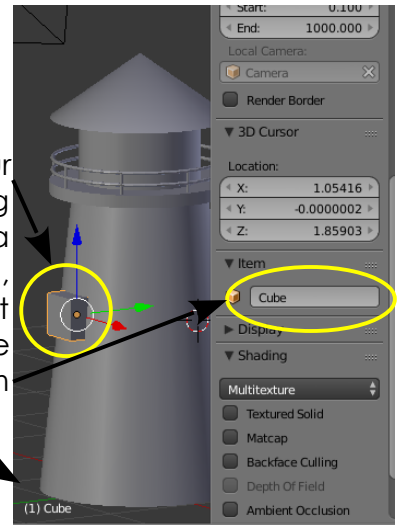 Start: 0.100
End: 1000.000
Local Camera:
Camera
Render Border
3D Cursor
Location:
X: 1.05416
Y: -0.0000002
Z: 1.85903
Item
Cube
Display
Shading
Multitexture
Textured Solid
Matcap
Backface Culling
Depth Of Field
Ambient Occlusion
(1) Cube
ur
g
a
,
t
e
n